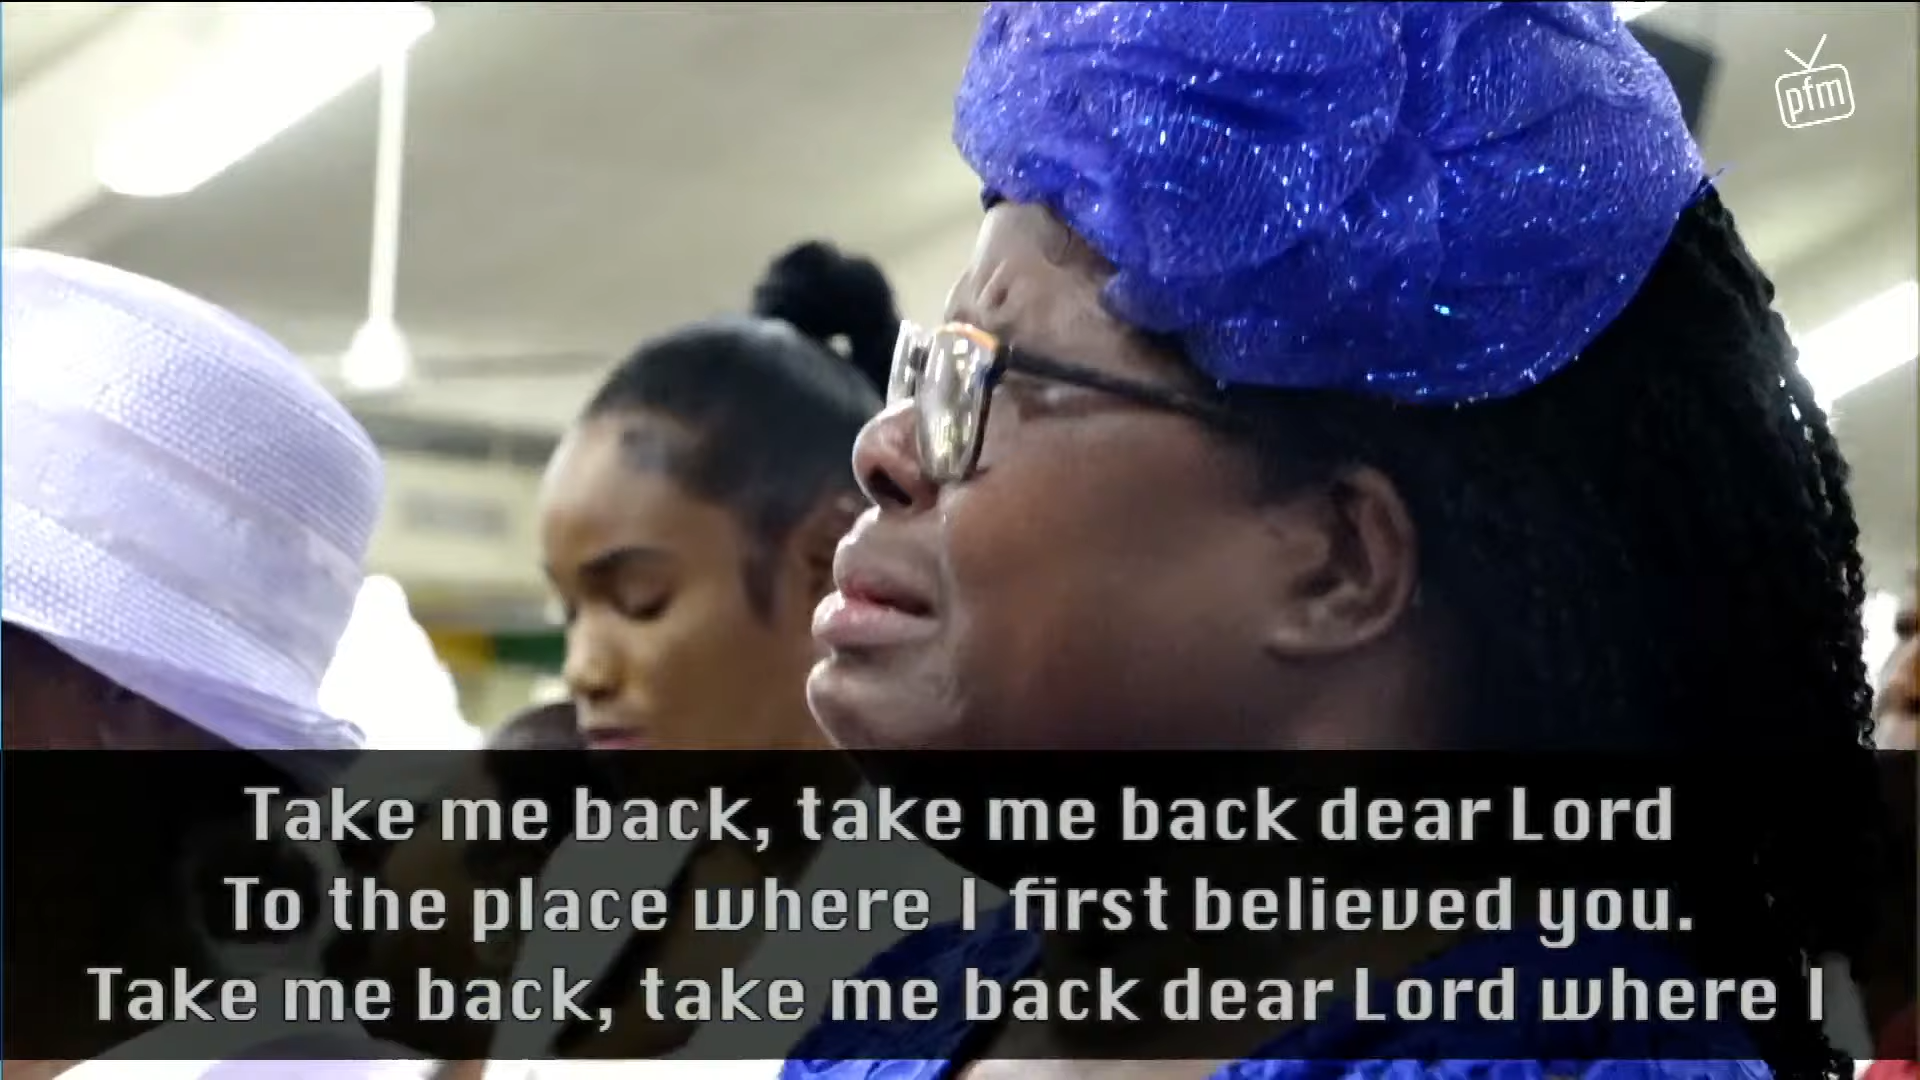 pfm
Take me back, take me back dear Lord
To the place where I first believed you.
Take me back, take me back dear Lord where I